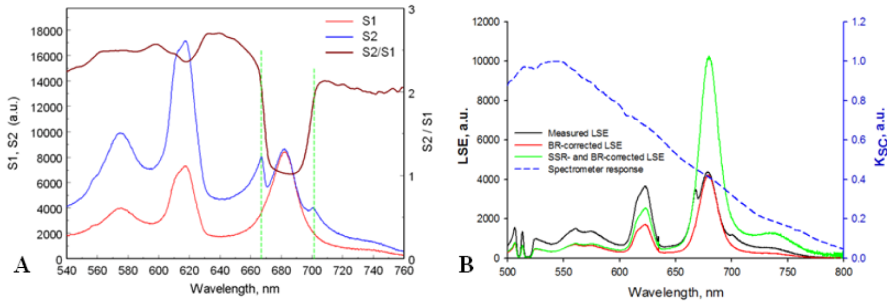 18,000
16000
14000
12000
10000
8000
6000
4000
2000
0
S1, S2 (a.u.)
3
2
1
0
S2 / S1
S1
S2
S2/S1
540 560 580 600 620 640 660 680 700 720 740 760
Wavelength, nm
A
10000
8000
6000
4000
2000
0
LSE, a.u.
1.2
1.0
0.8
0.6
0.4
0.2
0.0
KSC, a.u.
Measured LSE
BR-corrected LSE
SSR- and BR-corrected LSE
Spectrometer response
500 550 600 650 700 750 800
Wavelength, nm
B